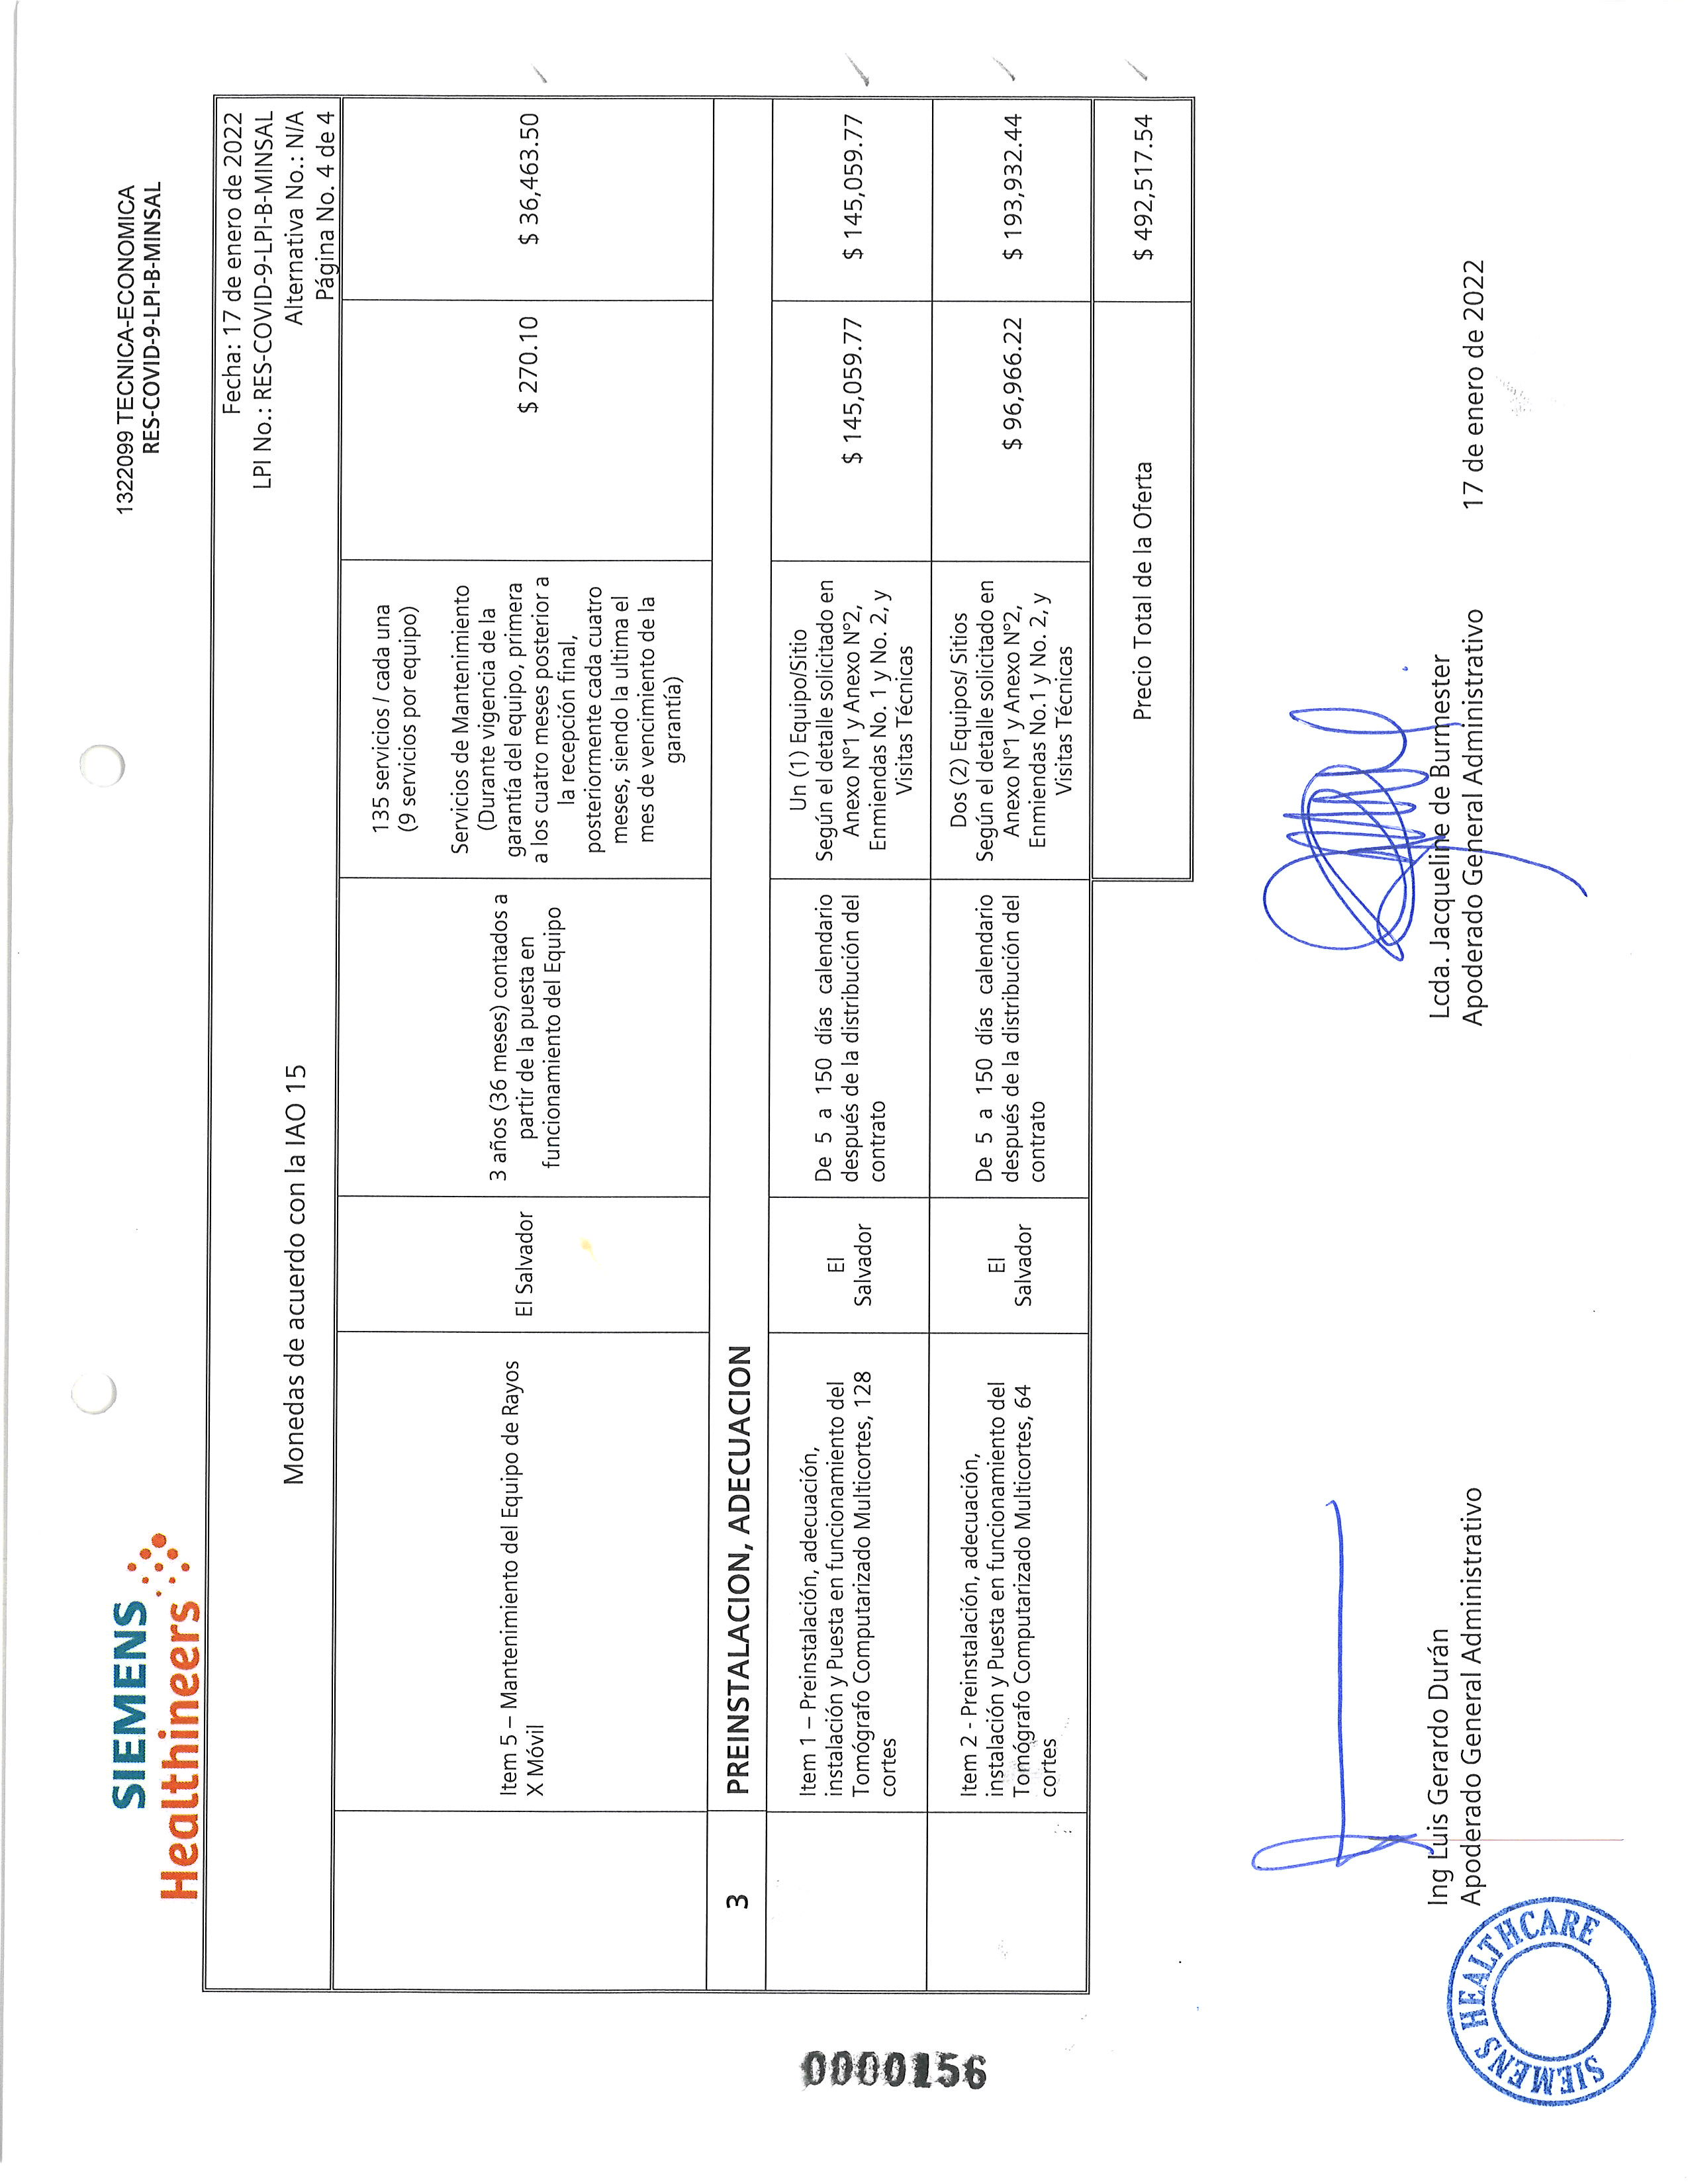 SIEMENS
Healthineers
1322099 TECNICA-ECONOMICA
RES-COVID-9-LPI-B-MINSAL
Monedas de acuerdo con la IAO 15
Fecha: 17 de enero de 2022
LPI No.: RES-COVID-9-LPI-B-MINSAL
Alternativa No.: N/A
Página No. 4 de 4
Item 5 – Mantenimiento del Equipo de Rayos
X Móvil
El Salvador
3 años (36 meses) contados a
partir de la puesta en
funcionamiento del Equipo
135 servicios / cada una
(9 servicios por equipo)
Servicios de Mantenimiento
(Durante vigencia de la
garantía del equipo, primera
a los cuatro meses posterior a
la recepción final,
posteriormente cada cuatro
meses, siendo la ultima el
mes de vencimiento de la
garantía)
$ 270.10
$ 36,463.50
3
PREINSTALACION, ADECUACION
Item 1 – Preinstalación, adecuación,
instalación y Puesta en funcionamiento del
Tomógrafo Computarizado Multicortes, 128
cortes
El
Salvador
De 5 a 150 días calendario
después de la distribución del
contrato
Un (1) Equipo/Sitio
Según el detalle solicitado en
Anexo N°1 y Anexo N°2,
Enmiendas No. 1 y No. 2, y
Visitas Técnicas
$ 145,059.77
$ 145,059.77
Item 2 - Preinstalación, adecuación,
instalación y Puesta en funcionamiento del
Tomógrafo Computarizado Multicortes, 64
cortes
El
Salvador
De 5 a 150 días calendario
después de la distribución del
contrato
Dos (2) Equipos/ Sitios
Según el detalle solicitado en
Anexo N°1 y Anexo N°2,
Enmiendas No.1 y No. 2, y
Visitas Técnicas
$ 96,966.22
$ 193,932.44
Precio Total de la Oferta
$ 492,517.54
Ing Luis Gerardo Durán
Apoderado General Administrativo
Lcda. Jacqueline de Burmester
Apoderado General Administrativo
17 de enero de 2022
SIEMENS HEALTHCARE
0000156